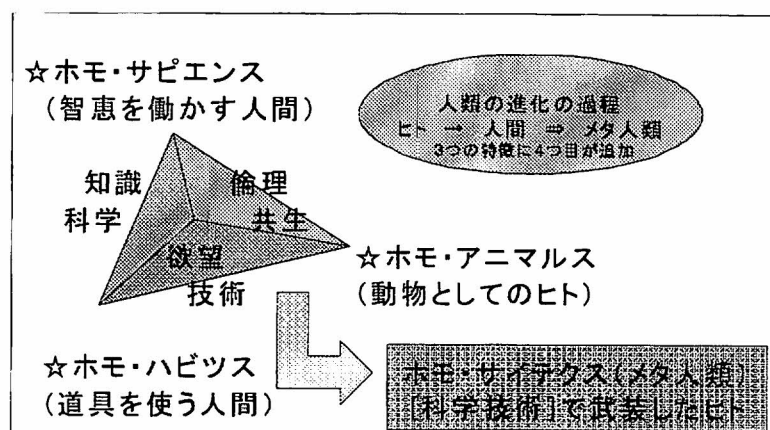 ☆ホモ・サピエンス
(智恵を働かす人間)
人類の進化の過程
ヒト → 人間 ⇒ メタ人類
3つの特徴に4つ目が追加
知識
科学
倫理
共生
欲望
技術
☆ホモ・アニマルス
(動物としてのヒト)
☆ホモ・ハビツス
(道具を使う人間)
ホモ・サイテクス(メタ人類)
[科学技術]で武装したヒト